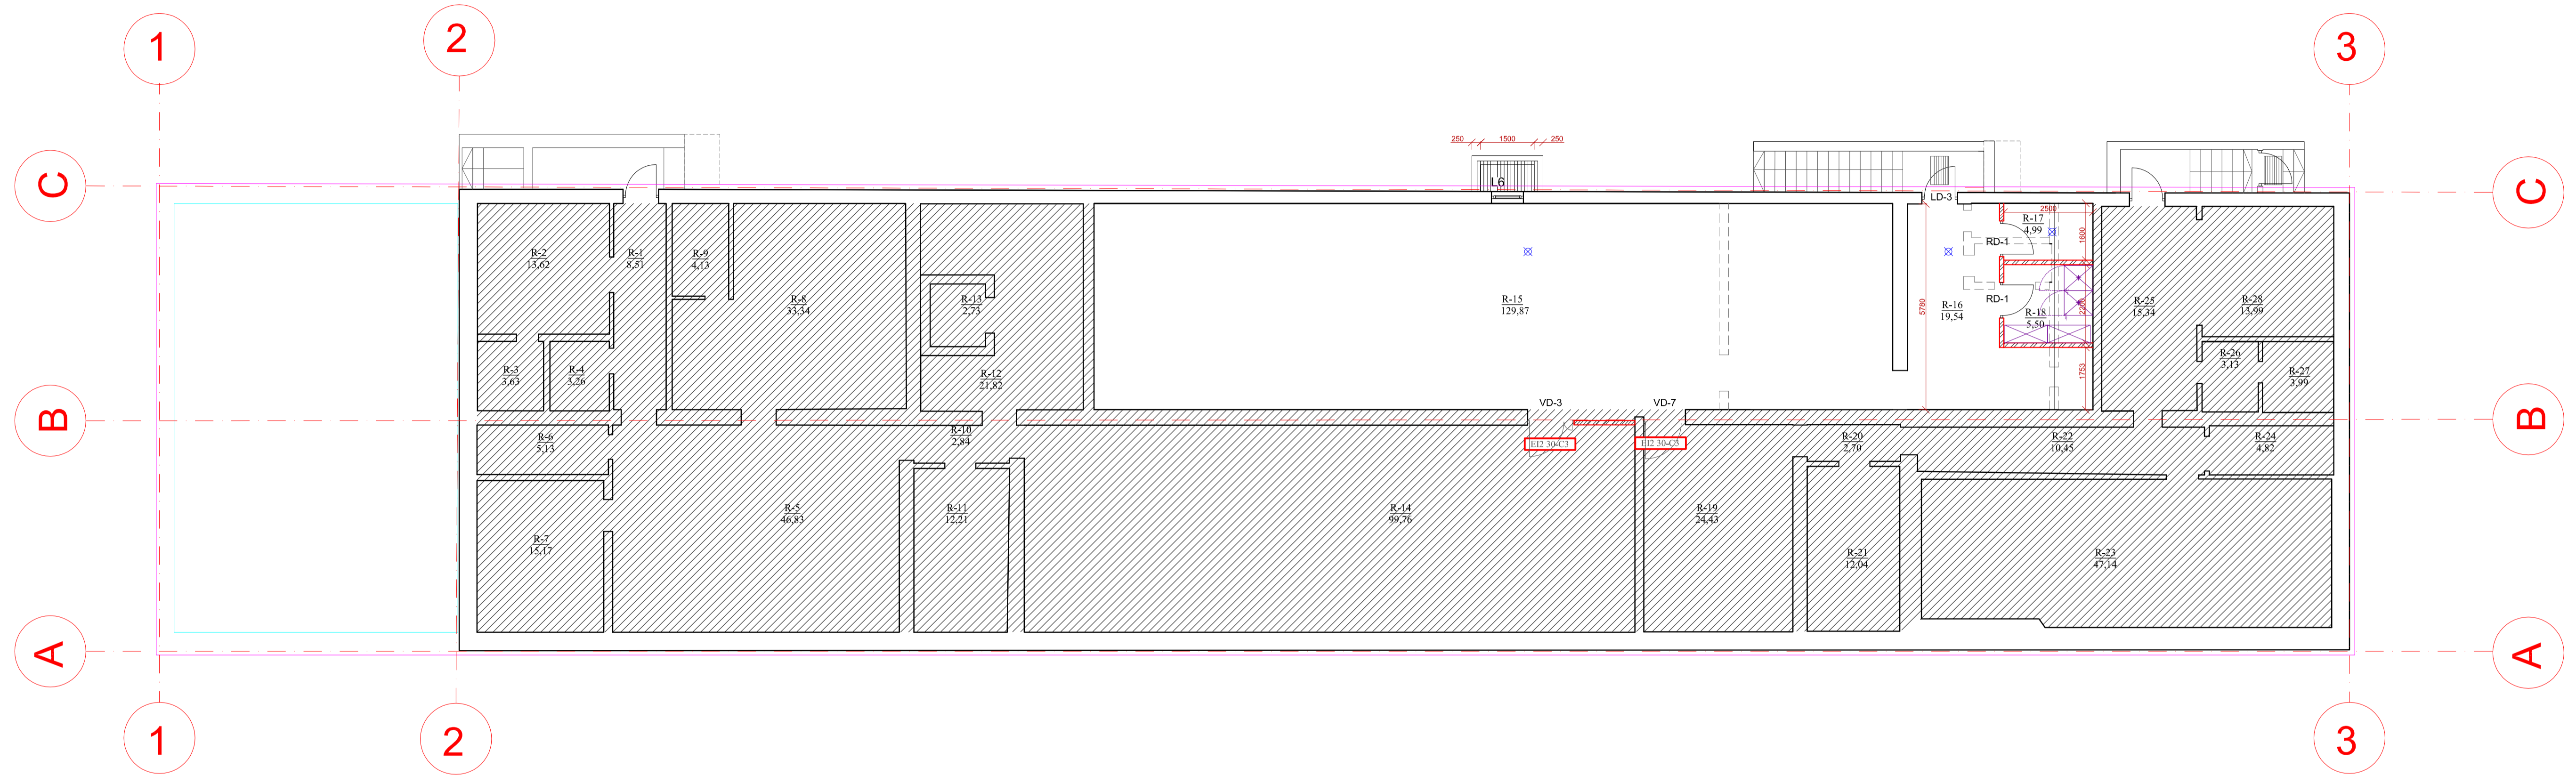 1
2
3
C
C
250
1500
250
L6
LD-3
2500
R-17
4,99
1600
RD-1
R-2
13,62
R-1
8,51
R-9
4,13
R-8
33,34
R-13
2,73
R-15
129,87
RD-1
R-16
19,54
5780
R-18
5,50
2200
R-25
15,34
R-28
13,99
R-3
3,63
R-4
3,26
R-12
21,82
1753
R-26
3,13
R-27
3,99
VD-3
VD-7
B
B
R-6
5,13
R-10
2,84
EI2 30-C3
EI2 30-C3
R-20
2,70
R-22
10,45
R-24
4,82
R-7
15,17
R-5
46,83
R-11
12,21
R-14
99,76
R-19
24,43
R-21
12,04
R-23
47,14
A
A
1
2
3